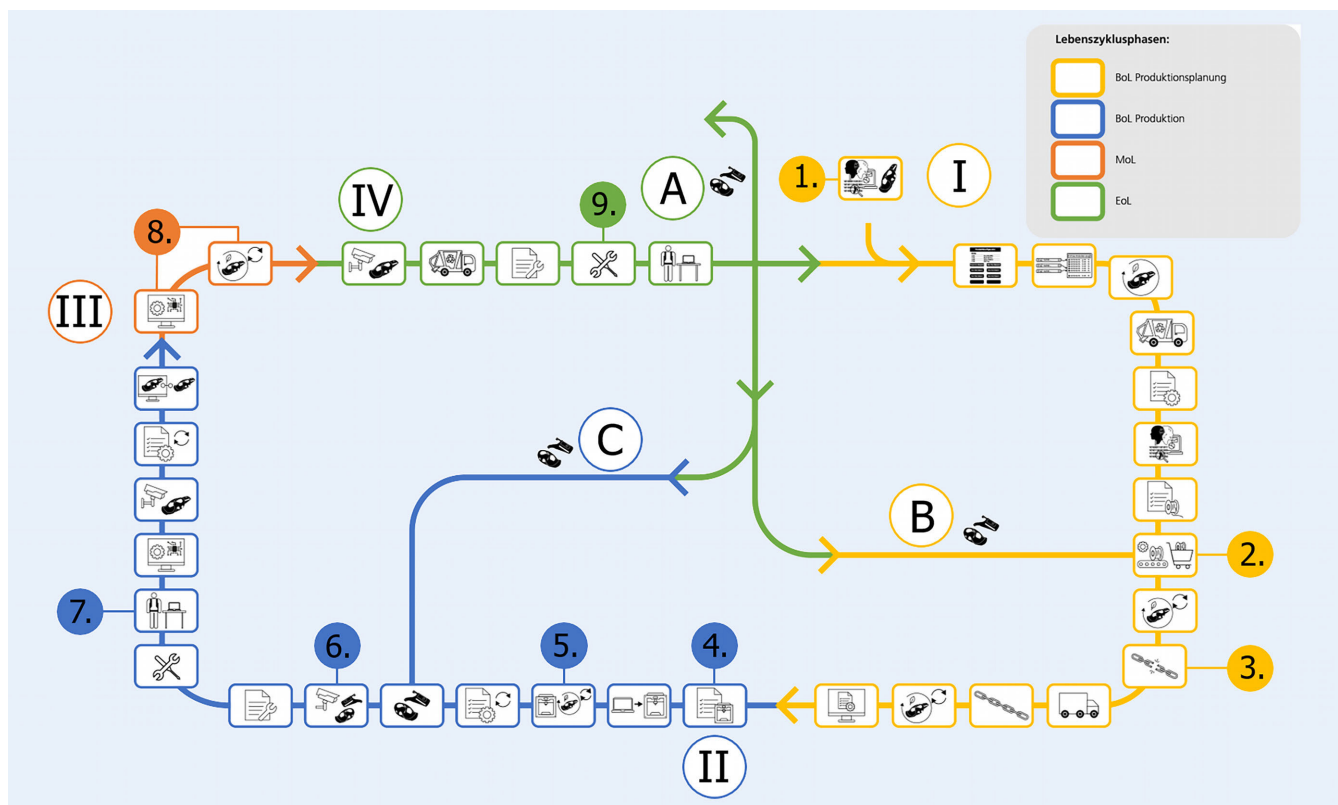 Lebenszyklusphasen:
BoL Produktionsplanung
BoL Produktion
MoL
EoL
A
1.
I
IV
9.
8.
III
C
B
2.
7.
6.
5.
4.
3.
II